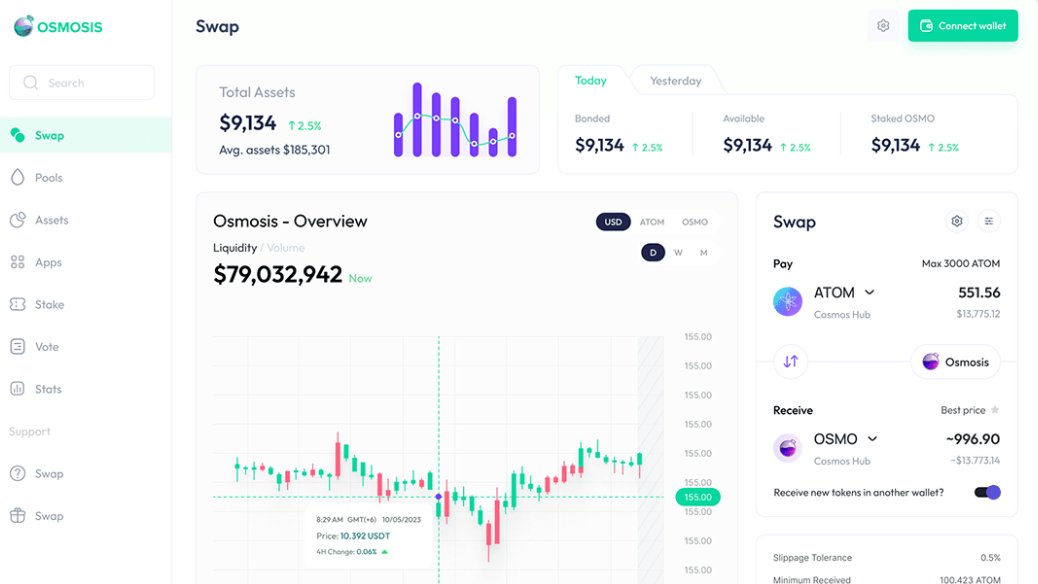 OSMOSIS
Search
Swap
Pools
Assets
Apps
Stake
Vote
Stats
Support
Swap
Swap
Swap
Connect wallet
Total Assets
$9,134 ↑ 2.5%
Avg. assets $185,301
Today Yesterday
Bonded Available Staked OSMO
$9,134 ↑ 2.5% $9,134 ↑ 2.5% $9,134 ↑ 2.5%
Osmosis - Overview
USD ATOM OSMO
Liquidity / Volume
D W M
$79,032,942 Now
155.00
155.00
155.00
155.00
155.00
155.00
155.00
155.00
155.00
8:29 AM GMT(+6) 10/05/2023
Price: 10.392 USDT
4H Change: 0.06%
Swap
Pay Max 3000 ATOM
ATOM 551.56
Cosmos Hub $13,775.12
Osmosis
Receive Best price
OSMO ~996.90
Cosmos Hub ~$13.773.14
Receive new tokens in another wallet?
Slippage Tolerance 0.5%
Minimum Received 100.423 ATOM